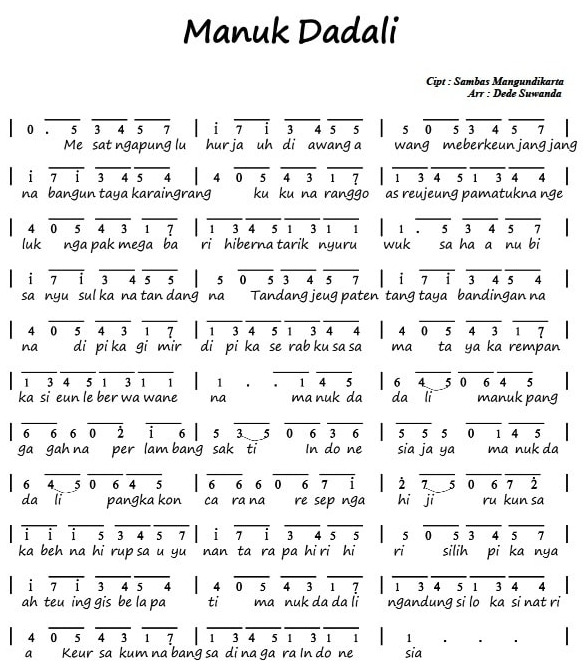 Manuk Dadali
Cipt : Sambas Mangundikarta
Arr : Dede Suwanda
| 0 . 5 3 4 5 7 | i 7 i 3 4 5 5 | 5 0 5 3 4 5 7 |
Me sat ngapung lu hur ja uh di awang a wang meberkeun jang jang
| i 7 i 3 4 5 4 | 4 0 5 4 3 1 7̣ | 1 3 4 5 1 3 4 4 |
na bangun taya karaingrang ku ku na ranggo as reujeung pamatukna nge
| 4 0 5 4 3 1 7̣ | 1 3 4 5 1 3 1 1 | 1 . 5 3 4 5 7 |
luk nga pak mega ba ri hiberna tarik nyuru wuk sa ha a nu bi
| i 7 i 3 4 5 5 | 5 0 5 3 4 5 7 | i 7 i 3 4 5 4 |
sa nyu sul ka na tan dang na Tandang jeug paten tang taya bandingan na
| 4 0 5 4 3 1 7̣ | 1 3 4 5 1 3 4 4 | 4 0 5 4 3 1 7̣ |
na di pi ka gi mir di pi ka se rab ku sa sa ma ta ya ka rempan
| 1 3 4 5 1 3 1 1 | 1 . . 1 4 5 | 6 4 5 0 6 4 5 |
ka si eun le ber wa wane na ma nuk da da li manuk pang
| 6 6 6 0 2̇ i 6 | 5 3 5 0 6 3 6 | 5 5 5 0 1 4 5 |
ga gah na per lam bang sak ti In do ne sia ja ya ma nuk da
| 6 4 5 0 6 4 5 | 6 6 6 0 6 7 i | 2̇ 7 5 0 6 7 2̇ |
da li pangka kon ca ra na re sep nga hi ji ru kun sa
| i i i 5 3 4 5 5 7 | i 7 i 3 4 5 5 | 5 0 5 3 4 5 7 |
ka beh na hi rup sa u yu nan ta ra pa hi ri hi ri silih pi ka nya
| i 7 i 3 4 5 4 | 4 0 5 4 3 1 7̣ | 1 3 4 5 1 3 4 4 |
ah teu ing gis be la pa ti ma nuk da da li ngandung si lo ka si nat ri
| 4 0 5 4 3 1 7̣ | 1 3 4 5 1 3 1 1 | 1 . . . |
a Keur sa kum na bang sa di na ga ra In do ne sia